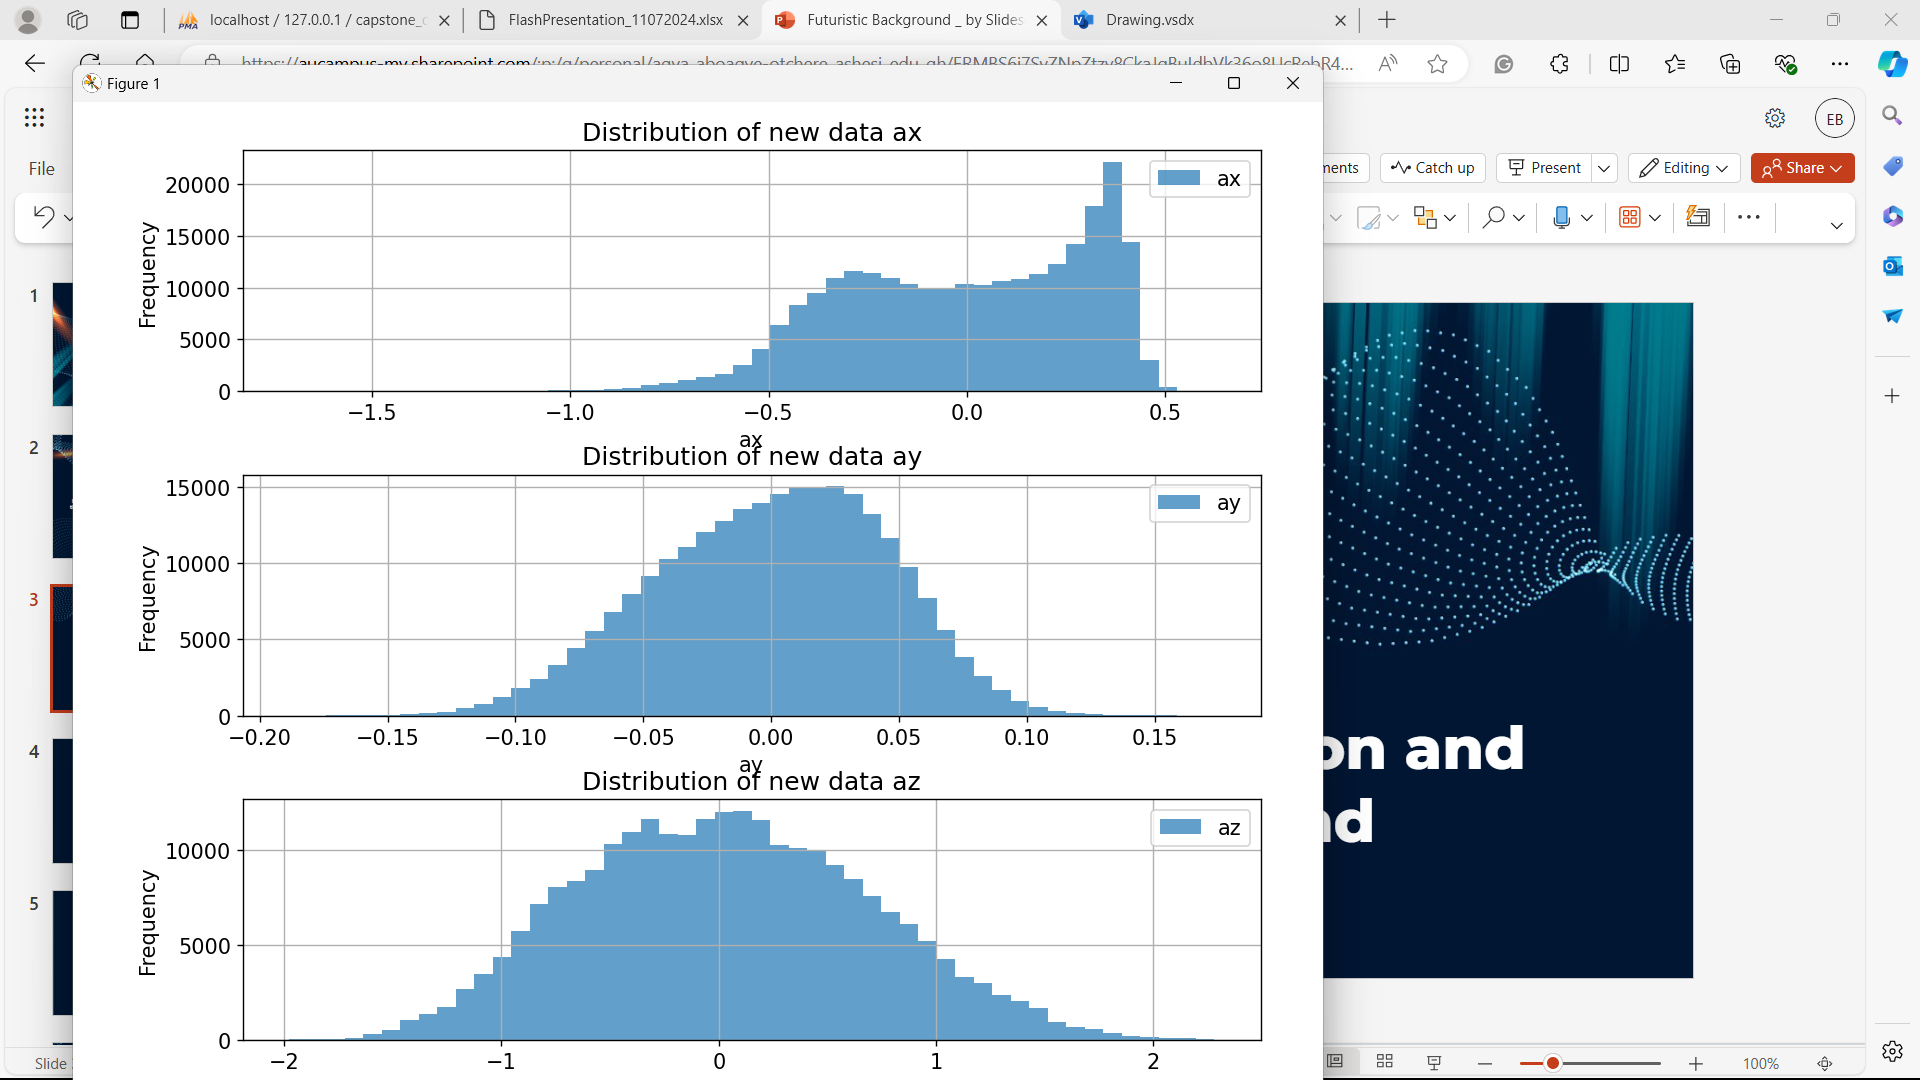 localhost / 127.0.0.1 / capstone_
FlashPresentation_11072024.xlsx
Futuristic Background _ by Slides
Drawing.vsdx
Figure 1
EB
File
Catch up
Present
Editing
Share
Distribution of new data ax
ax
20000
15000
10000
5000
0
Frequency
−1.5 −1.0 −0.5 0.0 0.5
ax
Distribution of new data ay
ay
15000
10000
5000
0
Frequency
−0.20 −0.15 −0.10 −0.05 0.00 0.05 0.10 0.15
ay
Distribution of new data az
az
10000
5000
0
Frequency
−2 −1 0 1 2
1
2
3
4
5
on and
Slide
100%